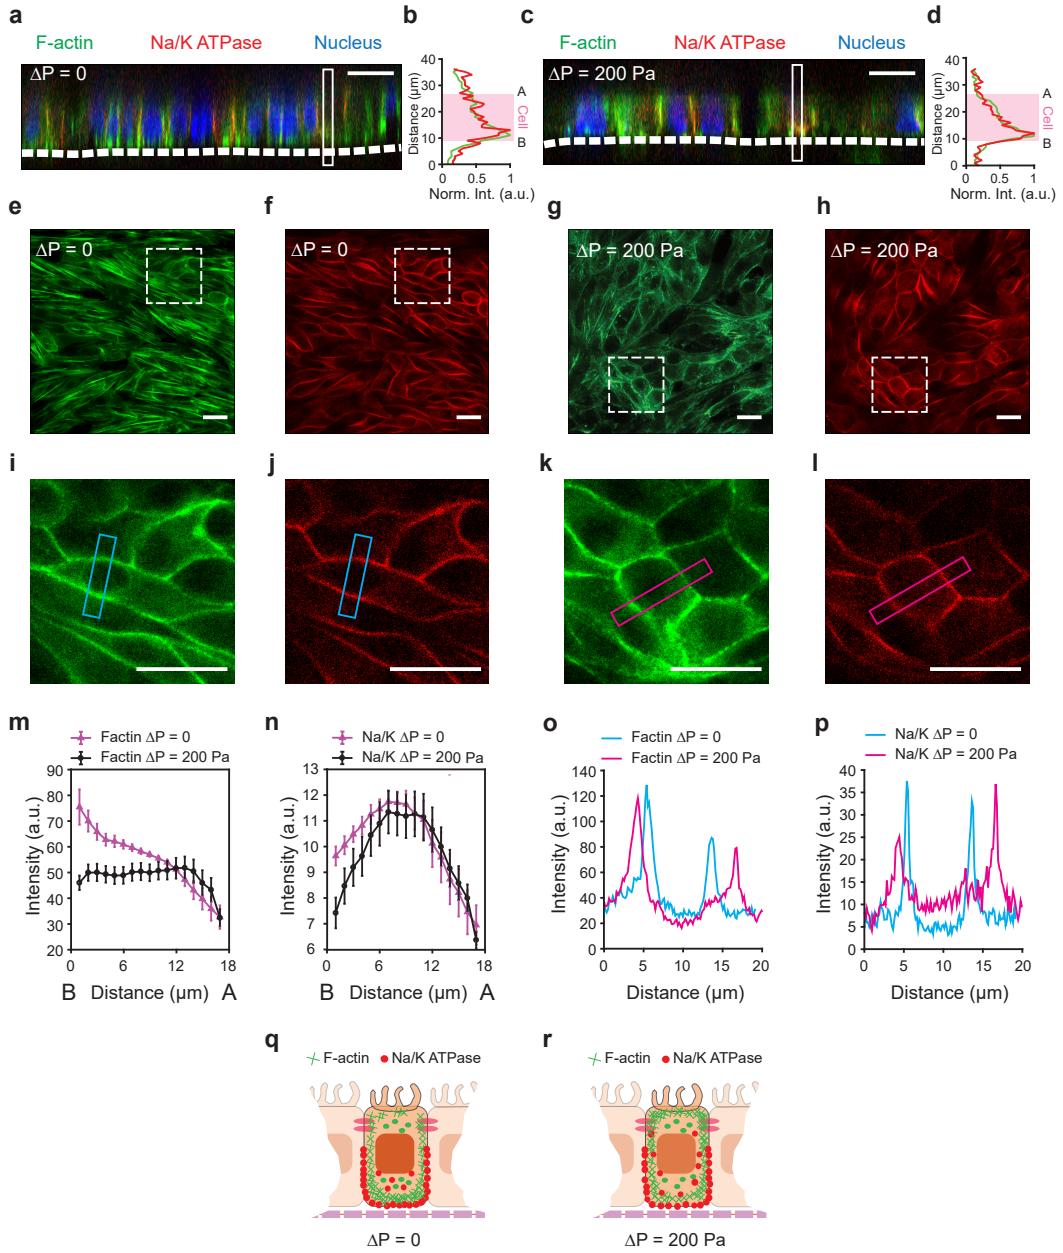 a
F-actin Na/K ATPase Nucleus
ΔP = 0
b
40
30
20
10
0
Distance (µm)
A
Cell
B
0 0.5 1
Norm. Int. (a.u.)
c
F-actin Na/K ATPase Nucleus
ΔP = 200 Pa
d
40
30
20
10
0
Distance (µm)
A
Cell
B
0 0.5 1
Norm. Int. (a.u.)
e
ΔP = 0
f
g
ΔP = 200 Pa
h
ΔP = 200 Pa
i
j
k
l
m
Factin ΔP = 0
Factin ΔP = 200 Pa
90
80
70
60
50
40
30
20
Intensity (a.u.)
0 6 12 18
B Distance (µm) A
n
Na/K ΔP = 0
Na/K ΔP = 200 Pa
13
12
11
10
9
8
7
6
Intensity (a.u.)
0 6 12 18
B Distance (µm) A
o
Factin ΔP = 0
Factin ΔP = 200 Pa
140
120
100
80
60
40
20
0
Intensity (a.u.)
0 5 10 15 20
Distance (µm)
p
Na/K ΔP = 0
Na/K ΔP = 200 Pa
40
35
30
25
20
15
10
5
0
Intensity (a.u.)
0 5 10 15 20
Distance (µm)
q
F-actin Na/K ATPase
ΔP = 0
r
F-actin Na/K ATPase
ΔP = 200 Pa